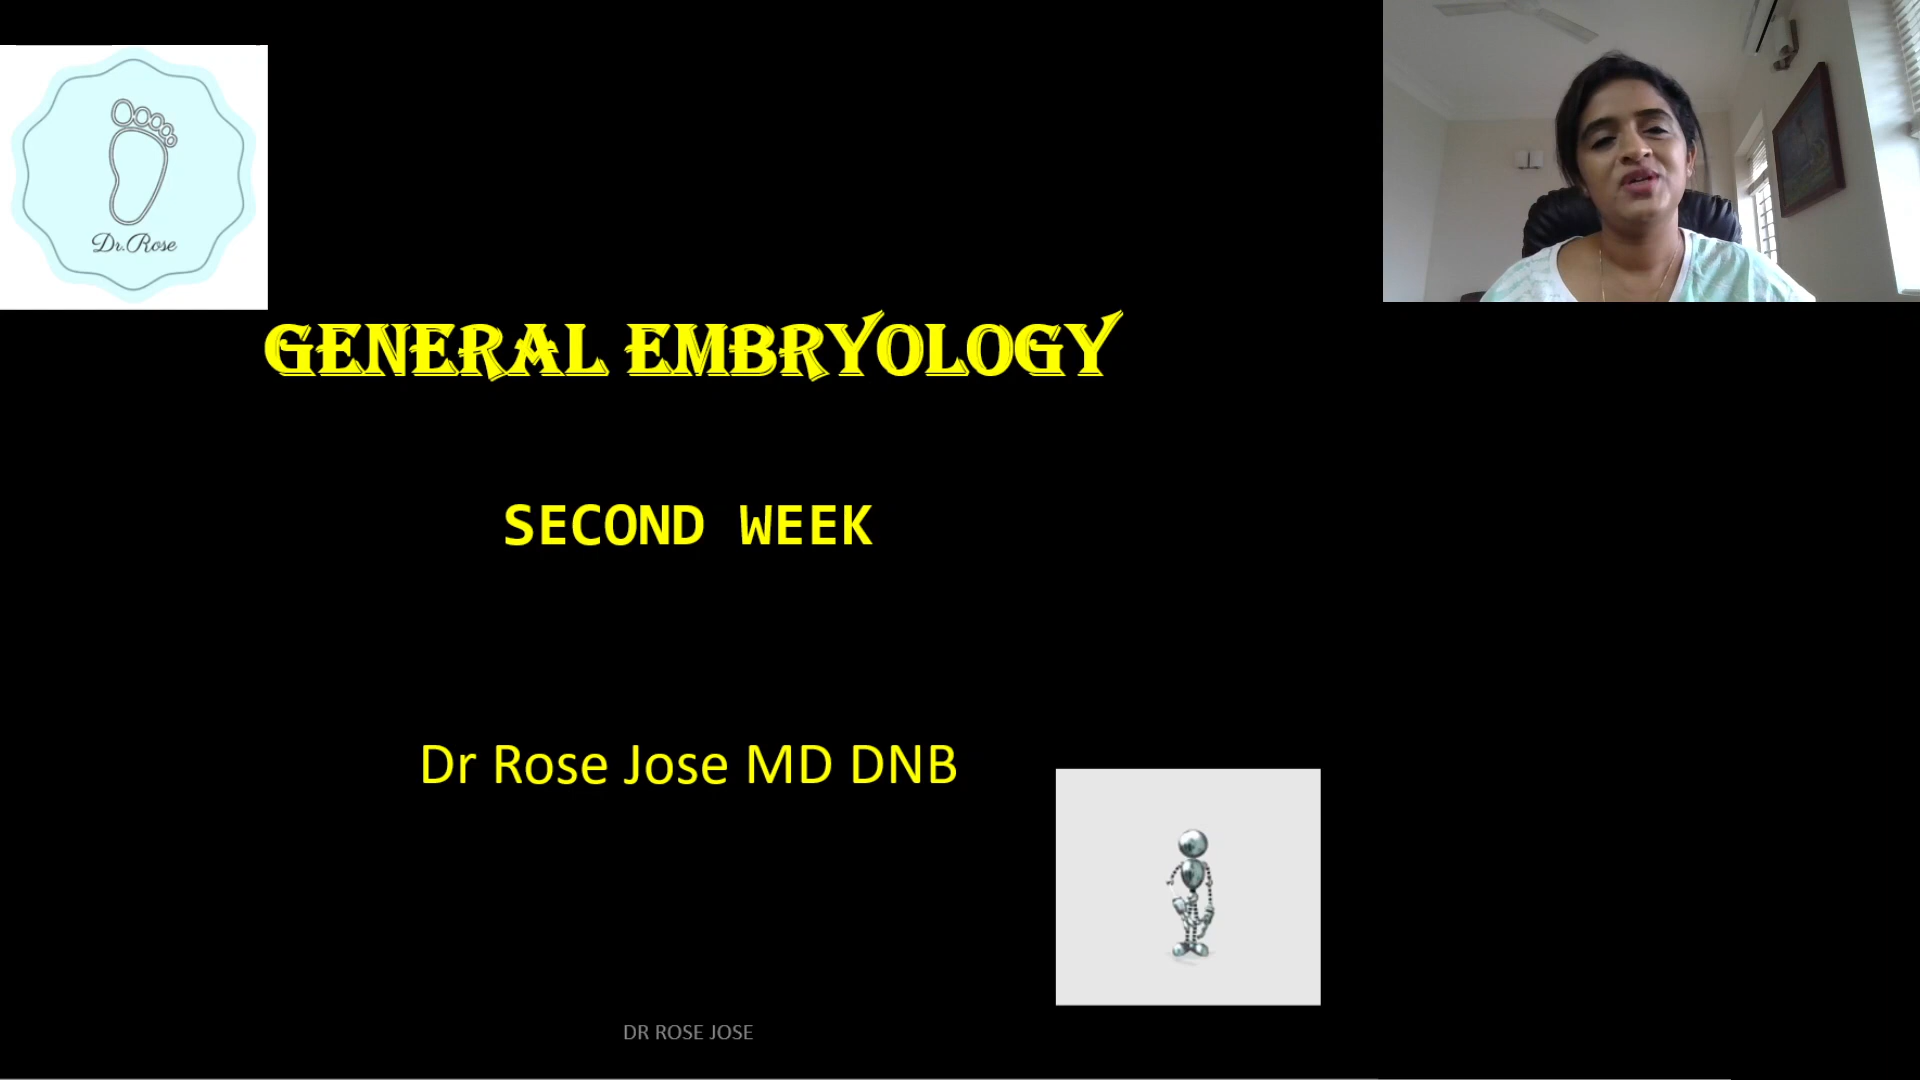 Dr. Rose
GENERAL EMBRYOLOGY
SECOND WEEK
Dr Rose Jose MD DNB
DR ROSE JOSE